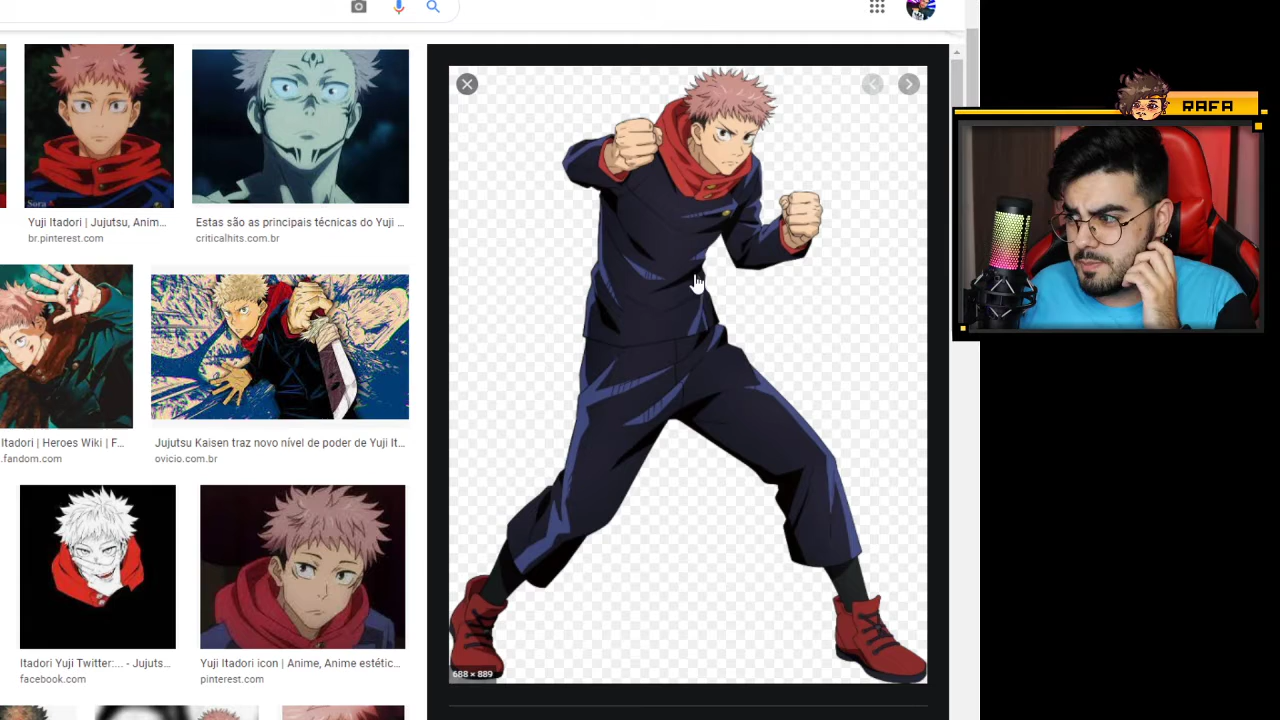 RAFA
Sora
Yuji Itadori | Jujutsu, Anim...
br.pinterest.com
Estas são as principais técnicas do Yuji ...
criticalhits.com.br
Itadori | Heroes Wiki | F...
.fandom.com
Jujutsu Kaisen traz novo nível de poder de Yuji It...
ovicio.com.br
Itadori Yuji Twitter:... - Jujuts...
facebook.com
Yuji Itadori icon | Anime, Anime estétic...
pinterest.com
688 × 889